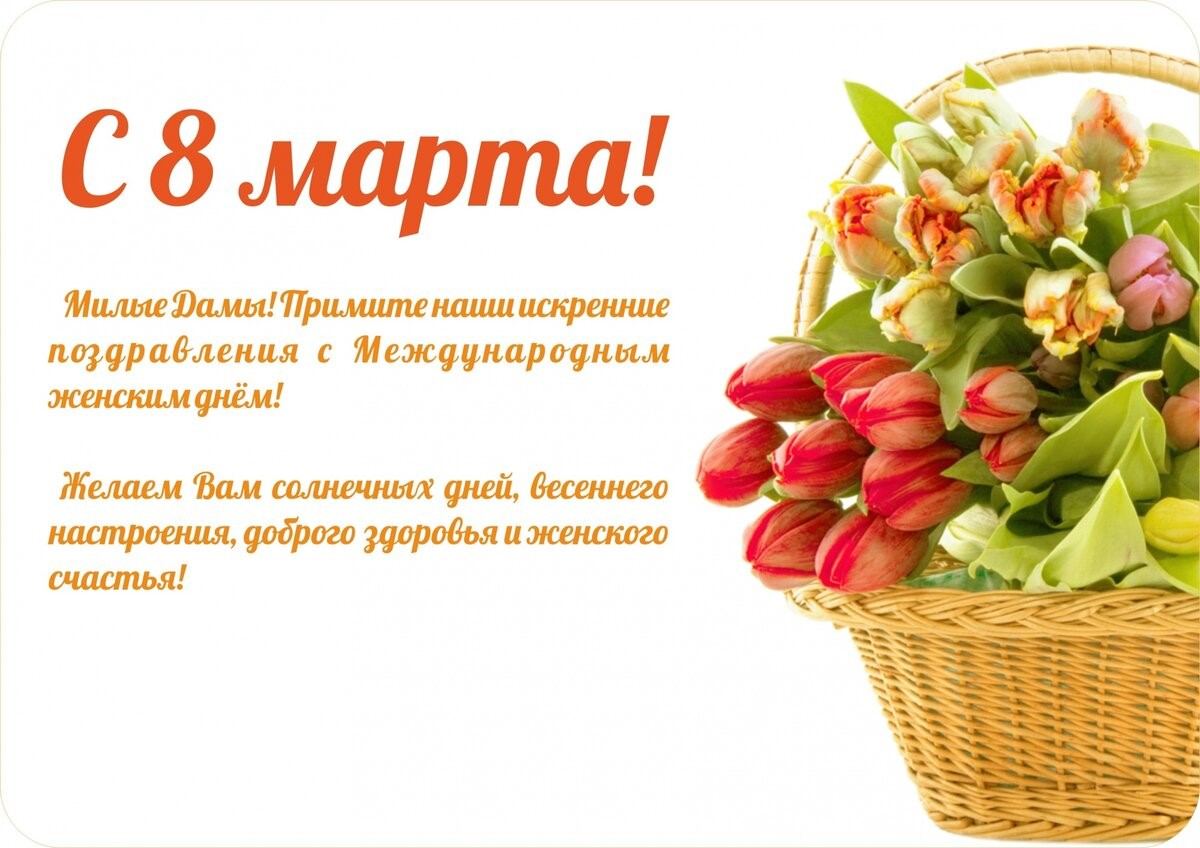 С 8 марта!
Милые Дамы! Примите наши искренние
поздравления с Международным
женским днём!
Желаем Вам солнечных дней, весеннего
настроения, доброго здоровья и женского
счастья!